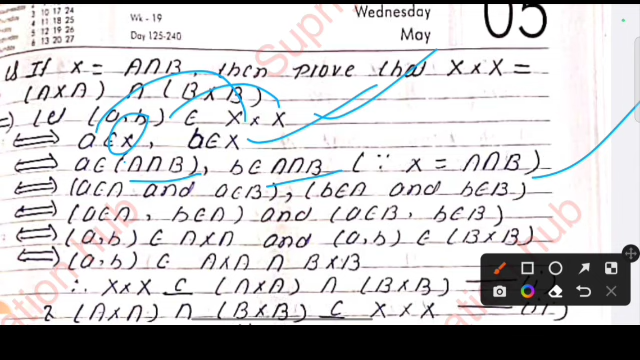 Wk - 19
Wednesday
05
Day 125-240
May
If X = A∩B, then prove that X×X =
(A×A) ∩ (B×B)
=) let (a,b) ∈ X×X
⟺ a∈X, b∈X
⟺ a∈(A∩B), b∈A∩B (∵ X = A∩B)
⟺ (a∈A and a∈B), (b∈A and b∈B)
⟺ (a∈A, b∈A) and (a∈B, b∈B)
⟺ (a,b) ∈ A×A and (a,b) ∈ (B×B)
⟺ (a,b) ∈ A×A ∩ B×B
∴ X×X ⊆ (A×A) ∩ (B×B)
& (A×A) ∩ (B×B) ⊆ X×X